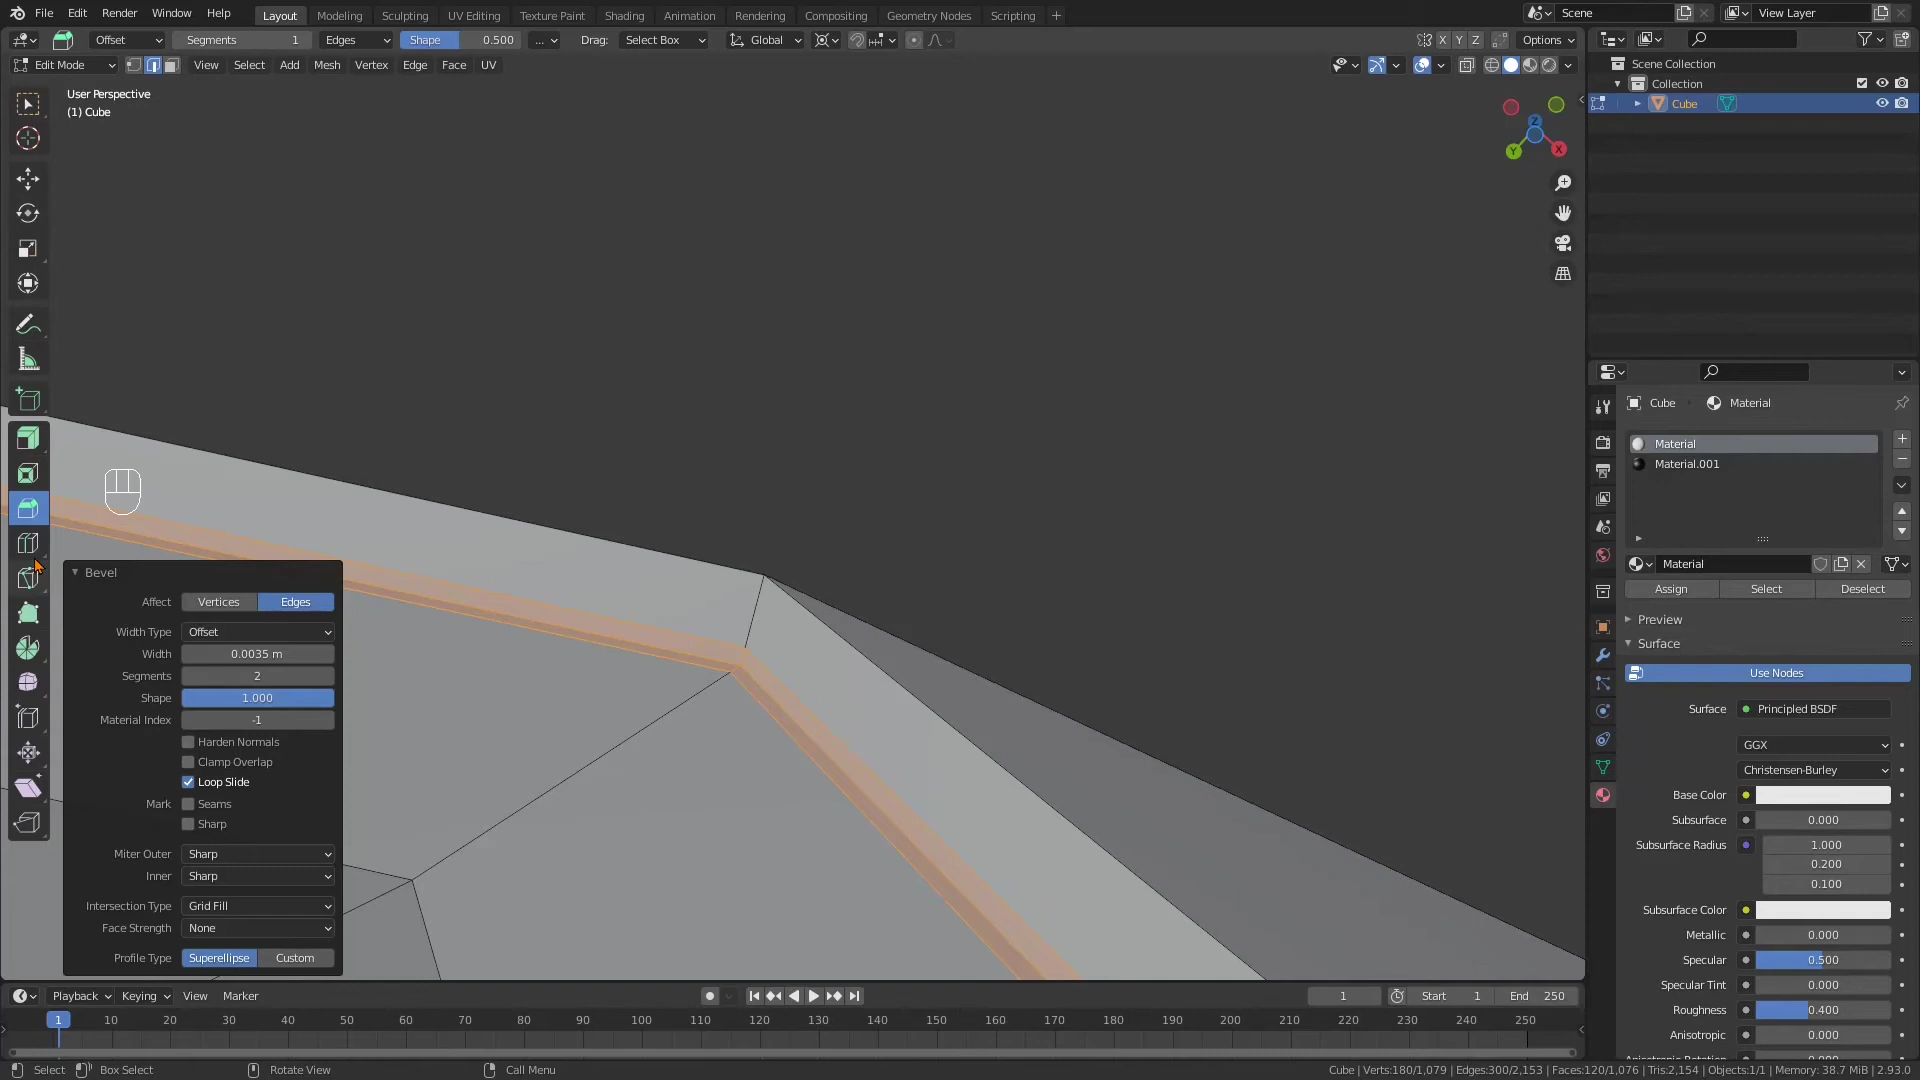 File Edit Render Window Help Layout Modeling Sculpting UV Editing Texture Paint Shading Animation Rendering Compositing Geometry Nodes Scripting + Scene View Layer
Offset Segments 1 Edges Shape 0.500 ... Drag: Select Box Global X Y Z Options
Edit Mode View Select Add Mesh Vertex Edge Face UV
User Perspective
(1) Cube
Z
Y
X
Scene Collection
Collection
Cube
Cube Material
Material
Material.001
Material
Assign Select Deselect
Preview
Surface
Use Nodes
Surface Principled BSDF
GGX
Christensen-Burley
Base Color
Subsurface 0.000
Subsurface Radius 1.000
0.200
0.100
Subsurface Color
Metallic 0.000
Specular 0.500
Specular Tint 0.000
Roughness 0.400
Anisotropic 0.000
Anisotropic Rotation 0.000
Bevel
Affect Vertices Edges
Width Type Offset
Width 0.0035 m
Segments 2
Shape 1.000
Material Index -1
Harden Normals
Clamp Overlap
Loop Slide
Mark Seams
Sharp
Miter Outer Sharp
Inner Sharp
Intersection Type Grid Fill
Face Strength None
Profile Type Superellipse Custom
Playback Keying View Marker 1 Start 1 End 250
1 10 20 30 40 50 60 70 80 90 100 110 120 130 140 150 160 170 180 190 200 210 220 230 240 250
Select Box Select Rotate View Call Menu Cube | Verts:180/1,079 | Edges:300/2,153 | Faces:120/1,076 | Tris:2,154 | Objects:1/1 | Memory: 38.7 MiB | 2.93.0